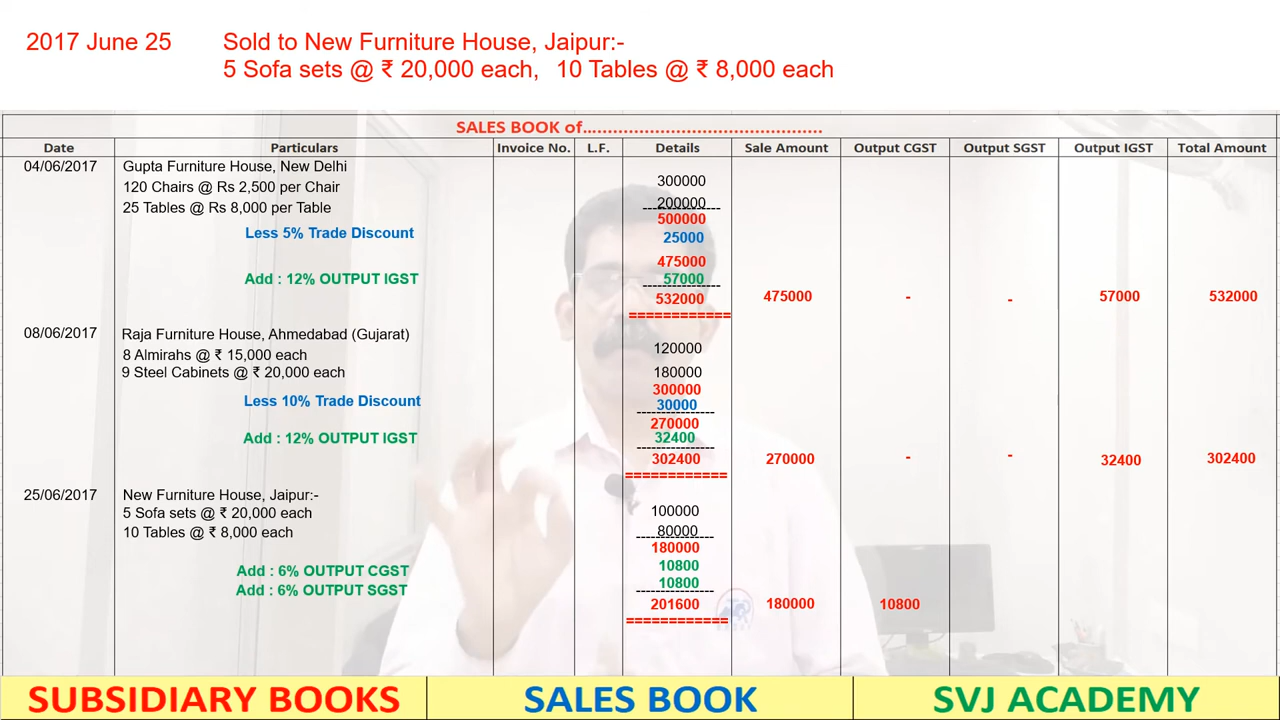 2017 June 25 Sold to New Furniture House, Jaipur:-
5 Sofa sets @ ₹ 20,000 each, 10 Tables @ ₹ 8,000 each
SALES BOOK of..............................................
Date Particulars Invoice No. L.F. Details Sale Amount Output CGST Output SGST Output IGST Total Amount
04/06/2017 Gupta Furniture House, New Delhi
120 Chairs @ Rs 2,500 per Chair 300000
25 Tables @ Rs 8,000 per Table 200000
500000
Less 5% Trade Discount 25000
475000
Add : 12% OUTPUT IGST 57000
532000 475000 - - 57000 532000
08/06/2017 Raja Furniture House, Ahmedabad (Gujarat)
8 Almirahs @ ₹ 15,000 each 120000
9 Steel Cabinets @ ₹ 20,000 each 180000
300000
Less 10% Trade Discount 30000
270000
Add : 12% OUTPUT IGST 32400
302400 270000 - - 32400 302400
25/06/2017 New Furniture House, Jaipur:-
5 Sofa sets @ ₹ 20,000 each 100000
10 Tables @ ₹ 8,000 each 80000
180000
Add : 6% OUTPUT CGST 10800
Add : 6% OUTPUT SGST 10800
201600 180000 10800
SUBSIDIARY BOOKS SALES BOOK SVJ ACADEMY